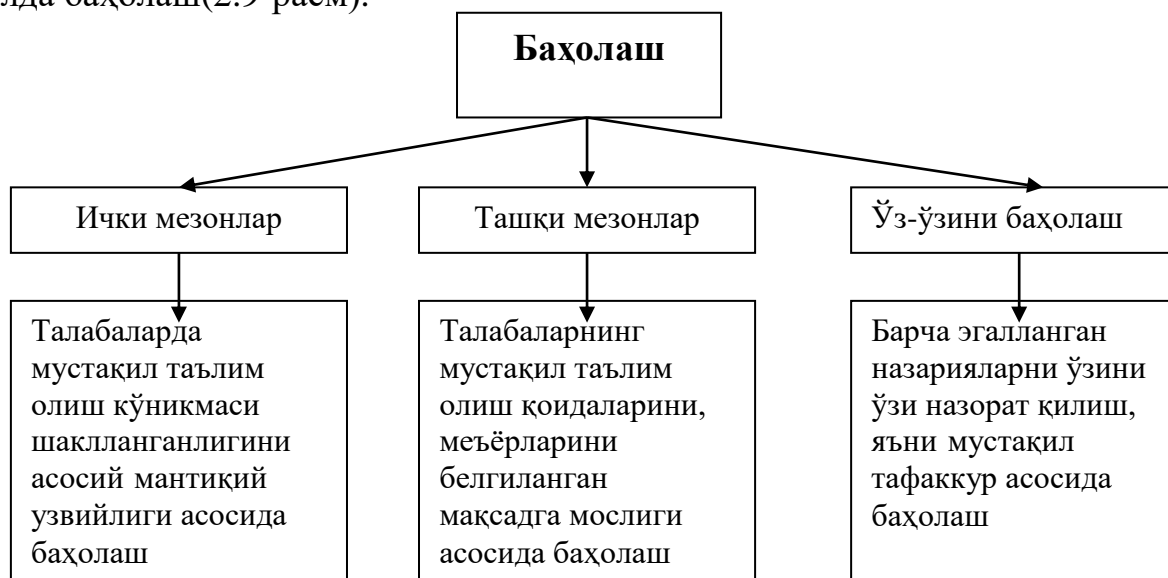 баҳолаш(2.9-расм).
Баҳолаш
Ички мезонлар
Ташқи мезонлар
Ўз-ўзини баҳолаш
Талабаларда
мустақил таълим
олиш кўникмаси
шаклланганлигини
асосий мантиқий
узвийлиги асосида
баҳолаш
Талабаларнинг
мустақил таълим
олиш қоидаларини,
меъёрларини
белгиланган
мақсадга мослиги
асосида баҳолаш
Барча эгалланган
назарияларни ўзини
ўзи назорат қилиш,
яъни мустақил
тафаккур асосида
баҳолаш